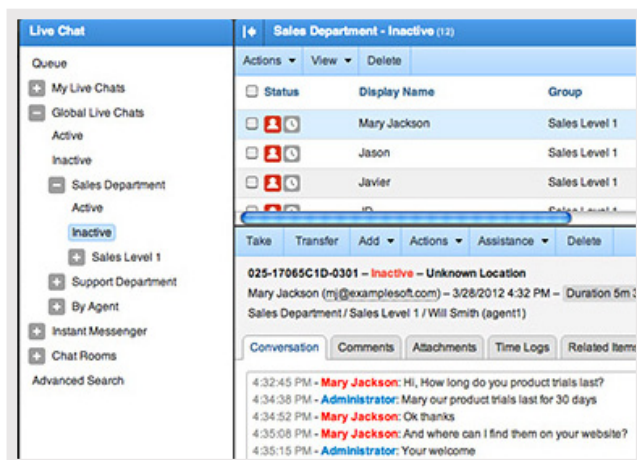 Live Chat
Queue
My Live Chats
Global Live Chats
Active
Inactive
Sales Department
Active
Inactive
Sales Level 1
Support Department
By Agent
Instant Messenger
Chat Rooms
Advanced Search
Sales Department - Inactive (12)
Actions View Delete
Status Display Name Group
Mary Jackson Sales Level 1
Jason Sales Level 1
Javier Sales Level 1
Take Transfer Add Actions Assistance Delete
025-17065C1D-0301 – Inactive – Unknown Location
Mary Jackson (mj@examplesoft.com) – 3/28/2012 4:32 PM – Duration 5m
Sales Department / Sales Level 1 / Will Smith (agent1)
Conversation Comments Attachments Time Logs Related Items
4:32:45 PM - Mary Jackson: Hi, How long do you product trials last?
4:34:38 PM - Administrator: Mary our product trials last for 30 days
4:34:52 PM - Mary Jackson: Ok thanks
4:35:08 PM - Mary Jackson: And where can I find them on your website?
4:35:15 PM - Administrator: Your welcome